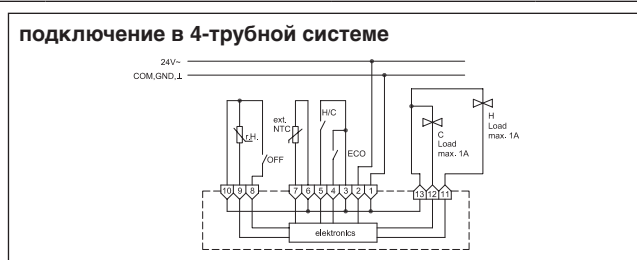 подключение в 4-трубной системе
24V~
COM,GND,⊥
H/C
ext.
NTC
r.H.
OFF
ECO
H
Load
max. 1A
C
Load
max. 1A
10 9 8 7 6 5 4 3 2 1 13 12 11
elektronics